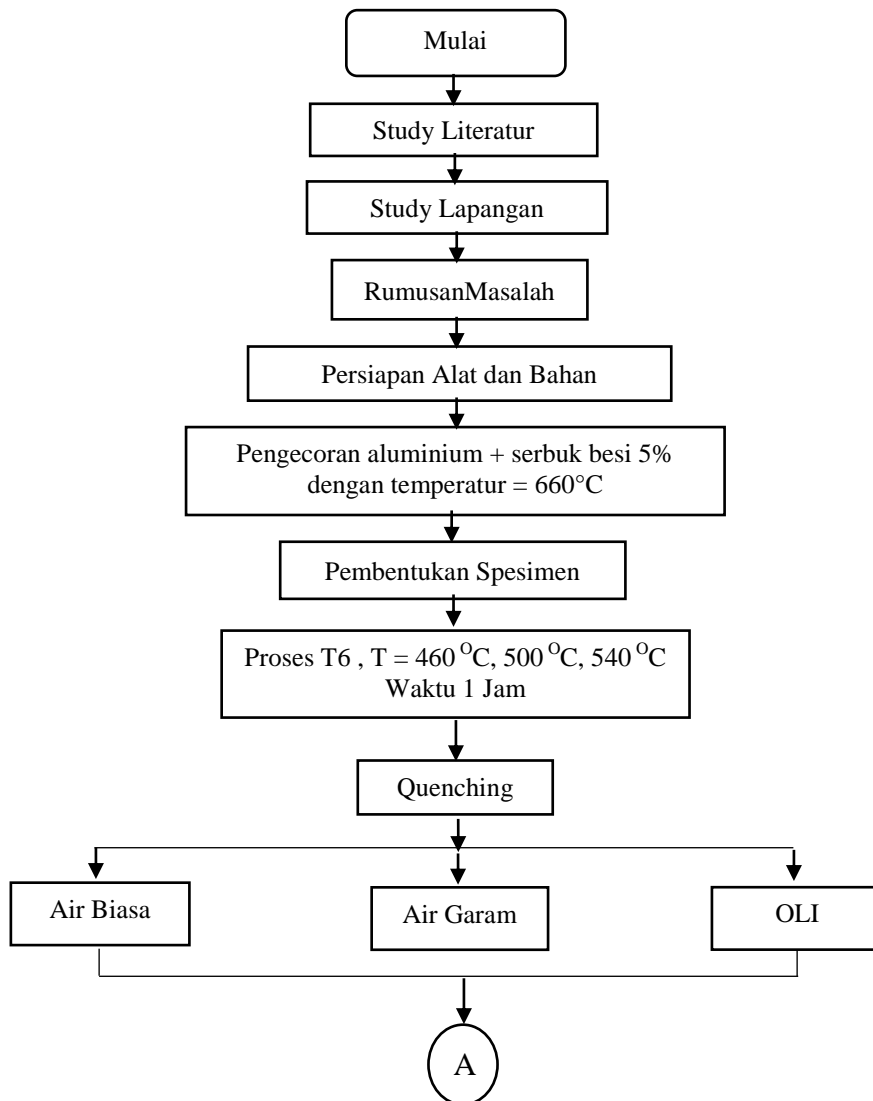 Mulai
Study Literatur
Study Lapangan
RumusanMasalah
Persiapan Alat dan Bahan
Pengecoran aluminium + serbuk besi 5%
dengan temperatur = 660°C
Pembentukan Spesimen
Proses T6 , T = 460 ᴼC, 500 ᴼC, 540 ᴼC
Waktu 1 Jam
Quenching
Air Biasa
Air Garam
OLI
A